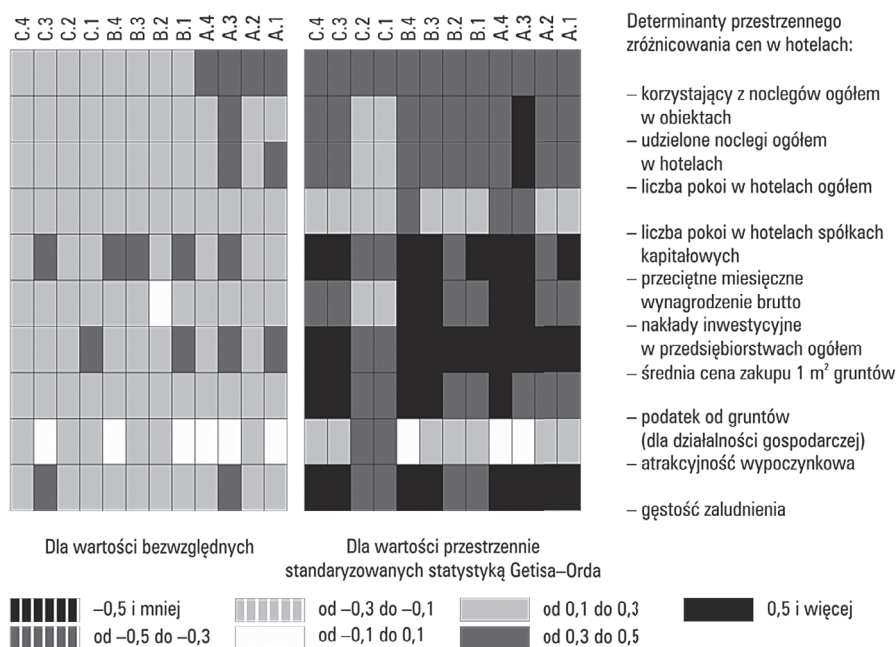 C.4 C.3 C.2 C.1 B.4 B.3 B.2 B.1 A.4 A.3 A.2 A.1
C.4 C.3 C.2 C.1 B.4 B.3 B.2 B.1 A.4 A.3 A.2 A.1
Determinanty przestrzennego
zróżnicowania cen w hotelach:
– korzystający z noclegów ogółem
w obiektach
– udzielone noclegi ogółem
w hotelach
– liczba pokoi w hotelach ogółem
– liczba pokoi w hotelach spółkach
kapitałowych
– przeciętne miesięczne
wynagrodzenie brutto
– nakłady inwestycyjne
w przedsiębiorstwach ogółem
– średnia cena zakupu 1 m² gruntów
– podatek od gruntów
(dla działalności gospodarczej)
– atrakcyjność wypoczynkowa
– gęstość zaludnienia
Dla wartości bezwzględnych
Dla wartości przestrzennie
standaryzowanych statystyką Getisa–Orda
–0,5 i mniej
od –0,3 do –0,1
od 0,1 do 0,3
0,5 i więcej
od –0,5 do –0,3
od –0,1 do 0,1
od 0,3 do 0,5